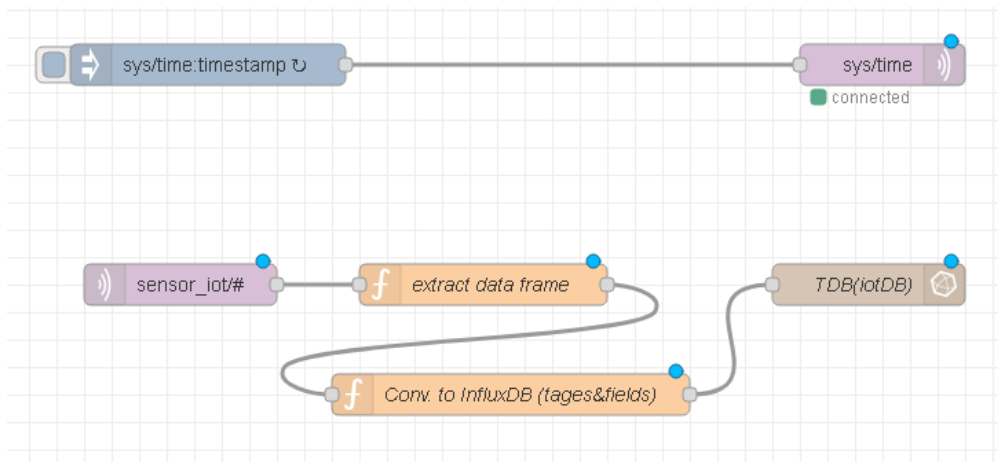 sys/time:timestamp ↻
sys/time
connected
sensor_iot/#
extract data frame
TDB(iotDB)
Conv. to InfluxDB (tages&fields)